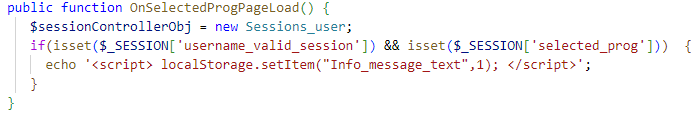 public function OnSelectedProgPageLoad() {
$sessionControllerObj = new Sessions_user;
if(isset($_SESSION['username_valid_session']) && isset($_SESSION['selected_prog']))  {
echo '<script> localStorage.setItem("Info_message_text",1); </script>';
}
}